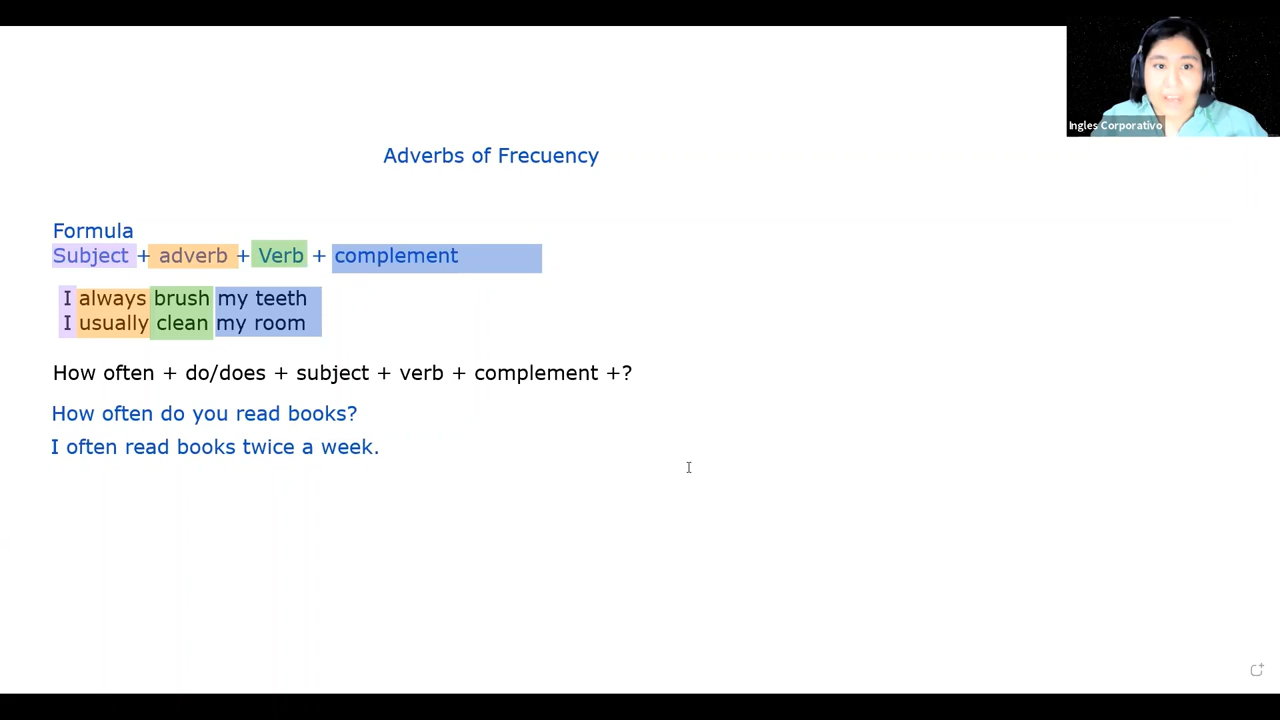 Ingles Corporativo
Adverbs of Frecuency
Formula
Subject + adverb + Verb + complement
I always brush my teeth
I usually clean my room
How often + do/does + subject + verb + complement +?
How often do you read books?
I often read books twice a week.